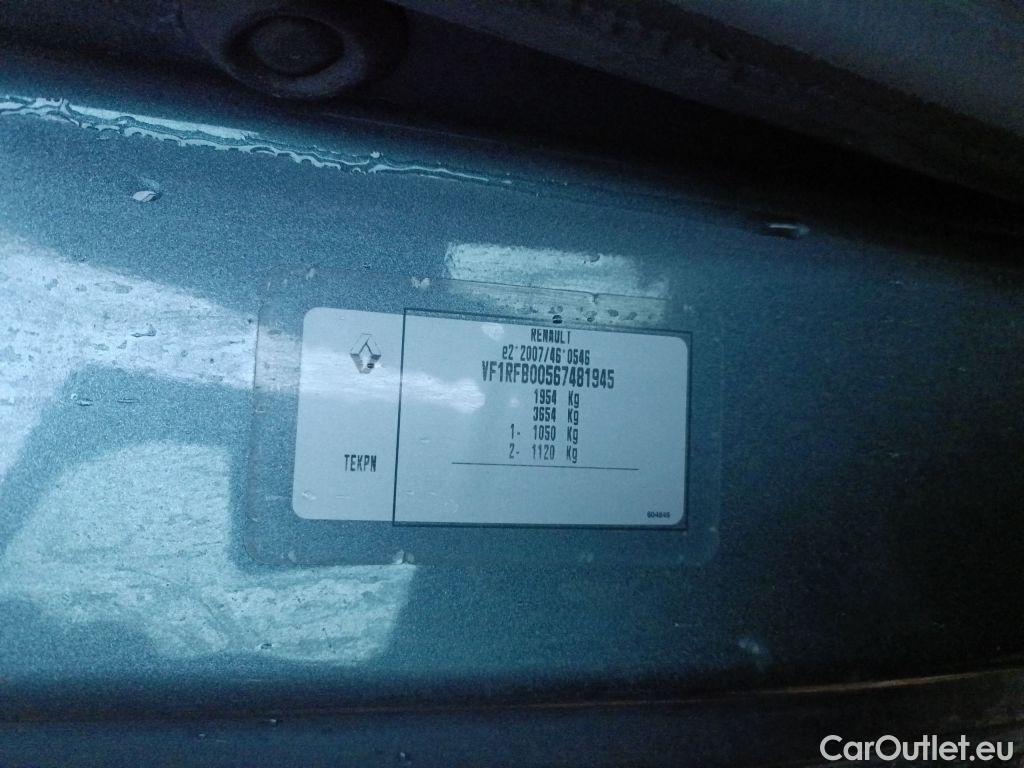 RENAULT
e2*2007/46*0546
VF1RFB00567481945
1954 Kg
3654 Kg
1- 1050 Kg
2- 1120 Kg
TEKPN
604845
CarOutlet.eu